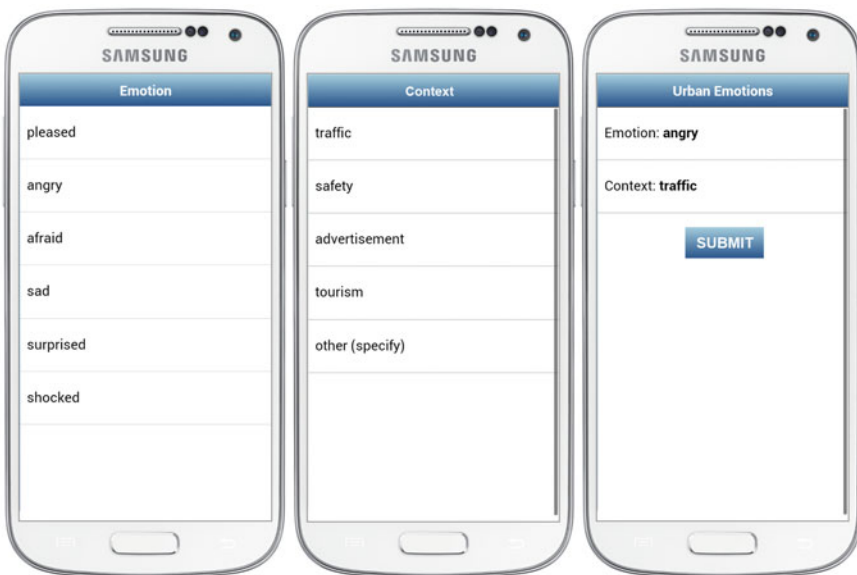 SAMSUNG
Emotion
pleased
angry
afraid
sad
surprised
shocked
SAMSUNG
Context
traffic
safety
advertisement
tourism
other (specify)
SAMSUNG
Urban Emotions
Emotion: angry
Context: traffic
SUBMIT